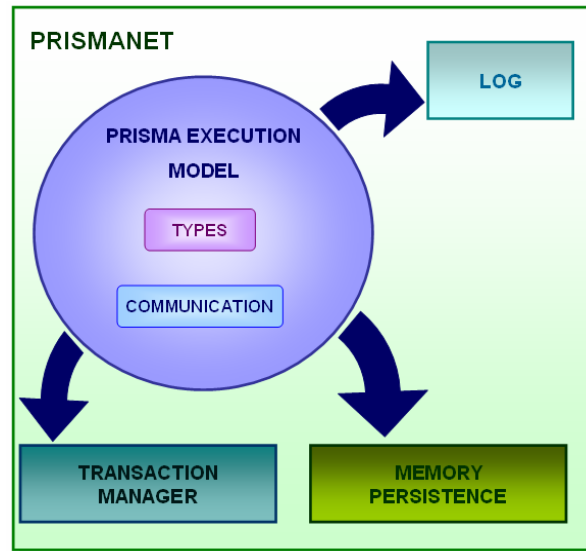 PRISMANET
LOG
PRISMA EXECUTION
MODEL
TYPES
COMMUNICATION
TRANSACTION
MANAGER
MEMORY
PERSISTENCE